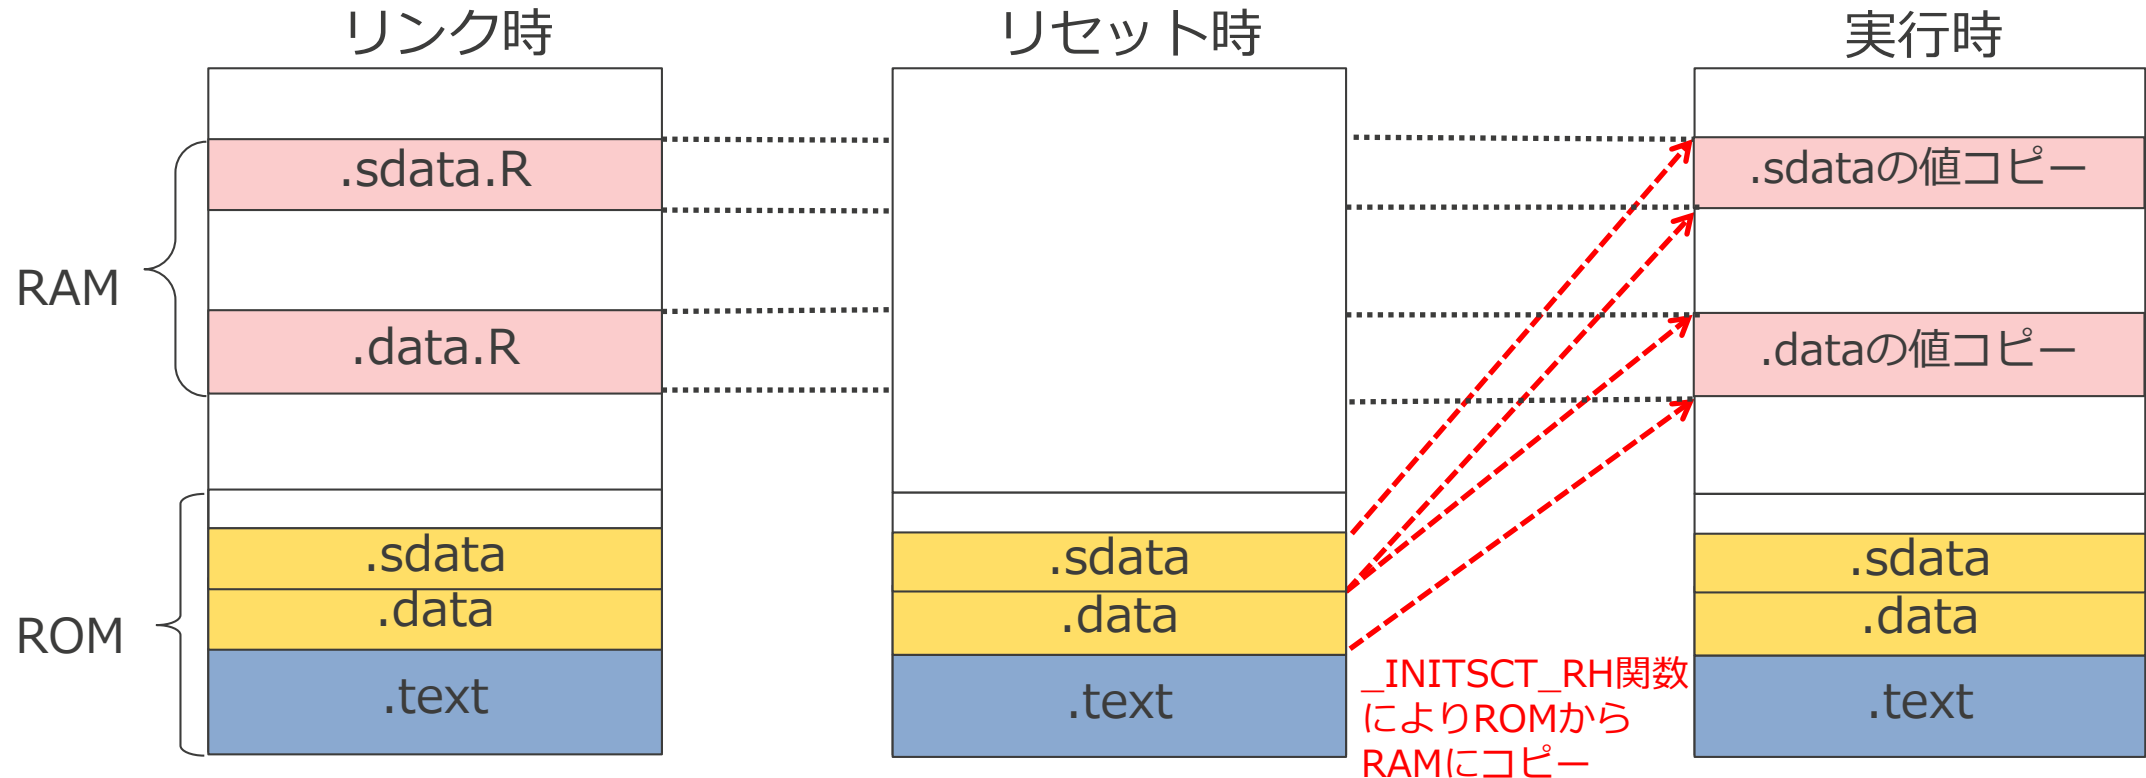 リンク時
リセット時
実行時
.sdata.R
.sdataの値コピー
RAM
.data.R
.dataの値コピー
.sdata
.sdata
.sdata
.data
.data
.data
ROM
.text
.text
.text
_INITSCT_RH関数
によりROMから
RAMにコピー